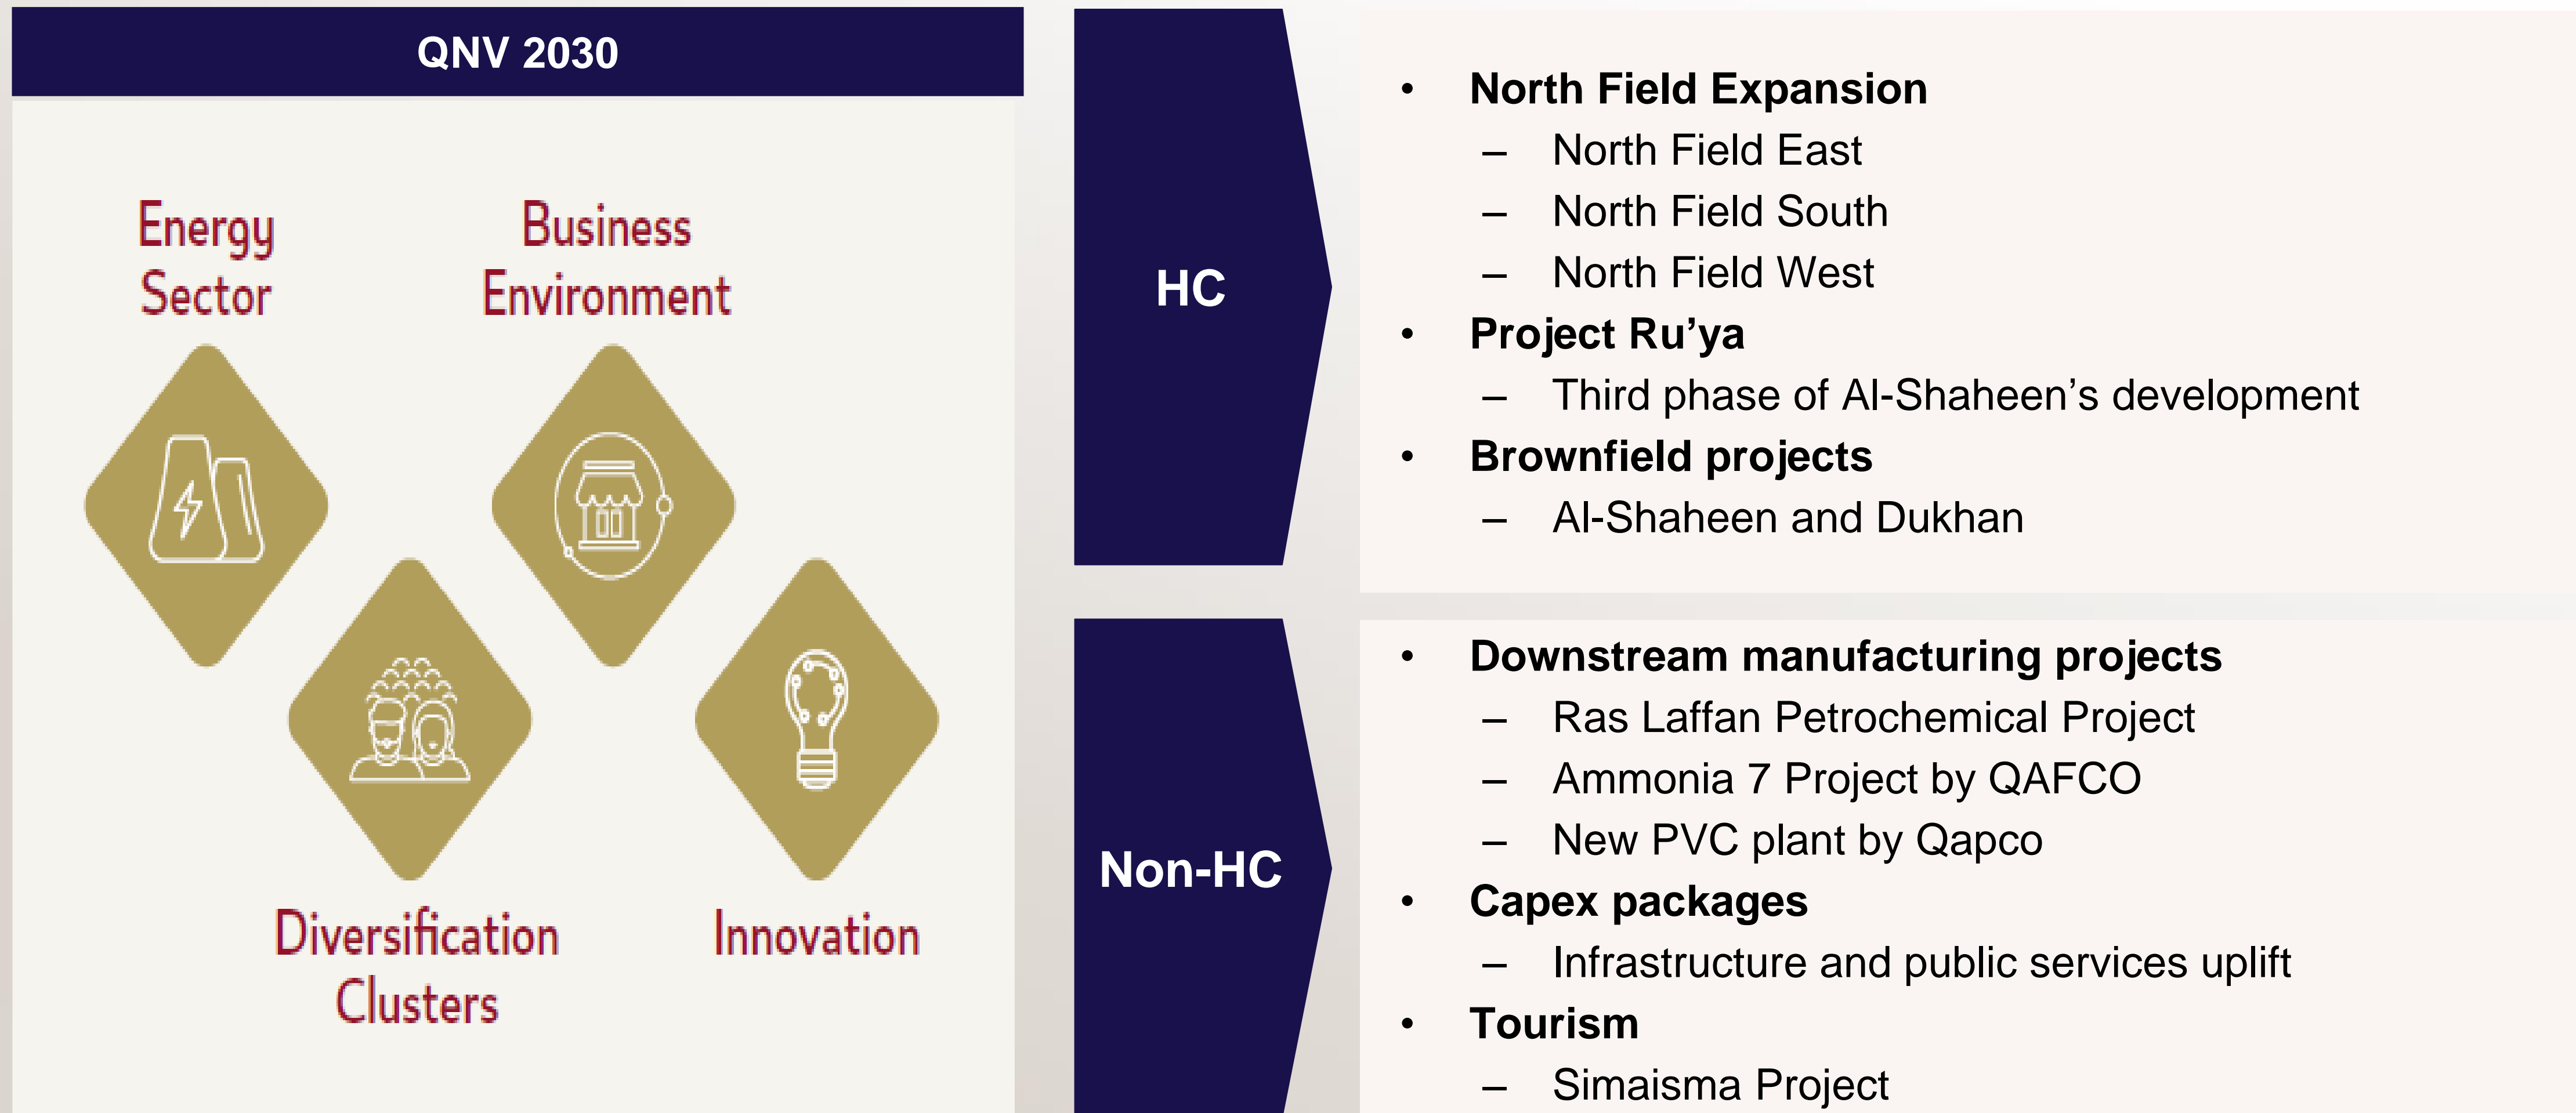 QNV 2030
Energy
Sector
Business
Environment
Diversification
Clusters
Innovation
HC
• North Field Expansion
– North Field East
– North Field South
– North Field West
• Project Ru’ya
– Third phase of Al-Shaheen’s development
• Brownfield projects
– Al-Shaheen and Dukhan
Non-HC
• Downstream manufacturing projects
– Ras Laffan Petrochemical Project
– Ammonia 7 Project by QAFCO
– New PVC plant by Qapco
• Capex packages
– Infrastructure and public services uplift
• Tourism
– Simaisma Project